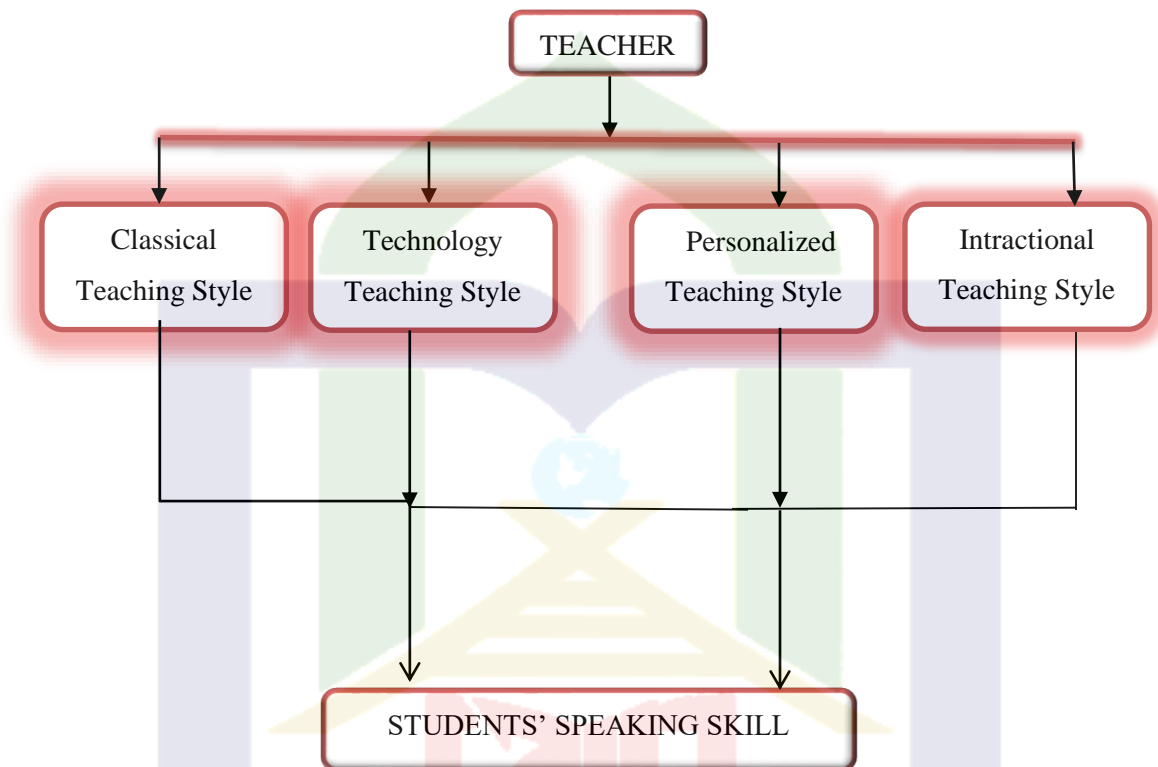 TEACHER
Classical
Teaching Style
Technology
Teaching Style
Personalized
Teaching Style
Intractional
Teaching Style
STUDENTS’ SPEAKING SKILL